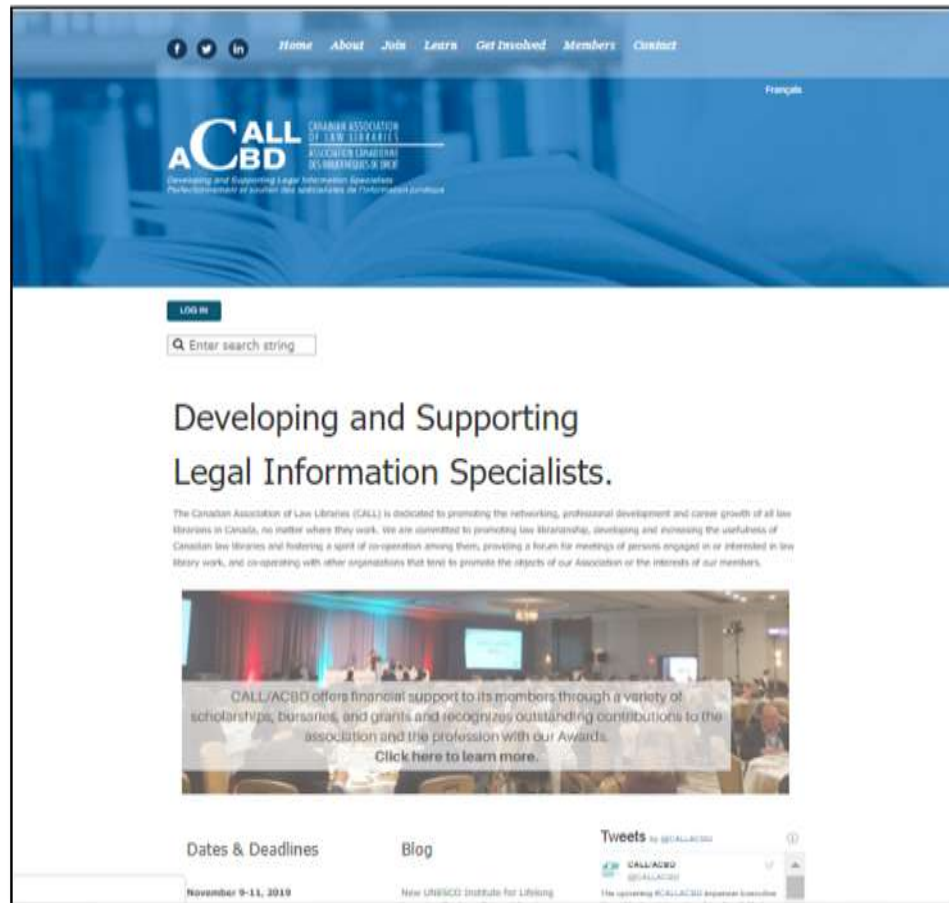 Home About Join Learn Get Involved Members Contact
Français
CALL
ACBD
CANADIAN ASSOCIATION
OF LAW LIBRARIES
ASSOCIATION CANADIENNE
DES BIBLIOTHÈQUES DE DROIT
Developing and Supporting Legal Information Specialists
Perfectionnement et soutien des spécialistes de l'information juridique
LOG IN
Enter search string
Developing and Supporting
Legal Information Specialists.
The Canadian Association of Law Libraries (CALL) is dedicated to promoting the networking, professional development and career growth of all law
librarians in Canada, no matter where they work. We are committed to promoting law librarianship, developing and increasing the usefulness of
Canadian law libraries and fostering a spirit of co-operation among them, providing a forum for meetings of persons engaged in or interested in law
library work, and co-operating with other organizations that tend to promote the objects of our Association or the interests of our members.
CALL/ACBD offers financial support to its members through a variety of
scholarships, bursaries, and grants and recognizes outstanding contributions to the
association and the profession with our Awards.
Click here to learn more.
Dates & Deadlines
November 9-11, 2019
Blog
New UNESCO Institute for Lifelong
Tweets by @CALLACBD
CALL/ACBD
@CALLACBD
The upcoming #CALLACBD Expanded Executive